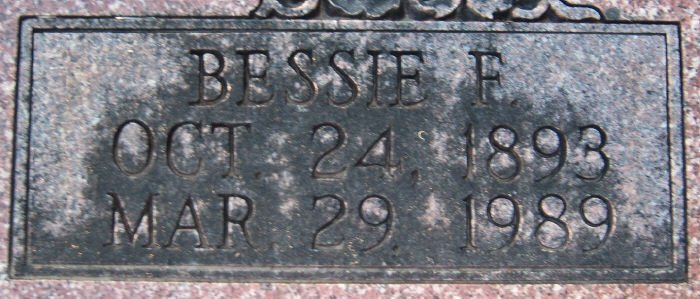 BESSIE F.
OCT. 24, 1893
MAR. 29. 1989